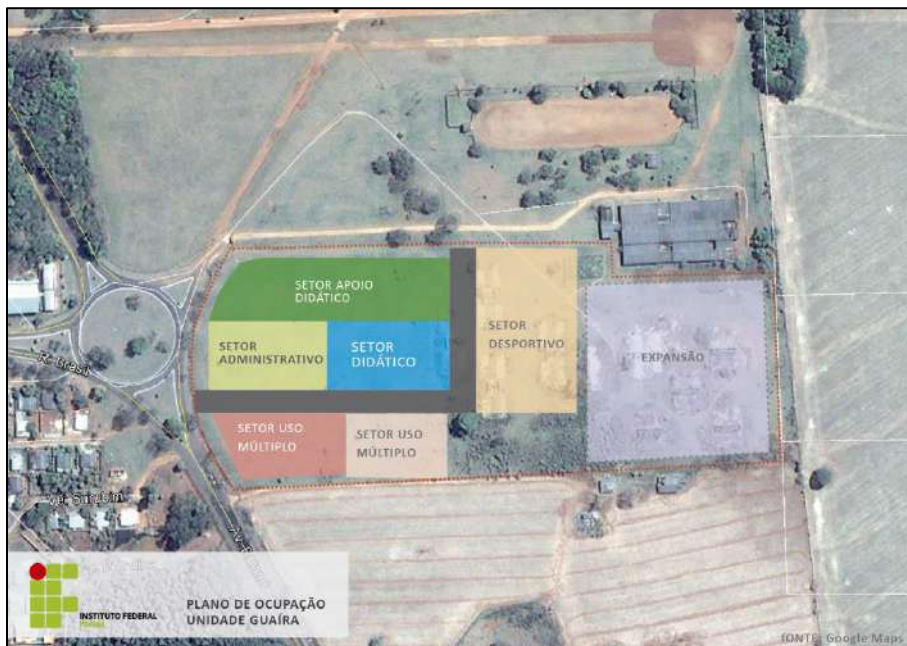 SETOR APOIO
DIDÁTICO
SETOR
ADMINISTRATIVO
SETOR
DIDÁTICO
SETOR
DESPORTIVO
EXPANSÃO
SETOR USO
MÚLTIPLO
SETOR USO
MÚLTIPLO
R. Brasil
INSTITUTO FEDERAL
PLANO DE OCUPAÇÃO
UNIDADE GUAÍRA
fONTE: Google Maps